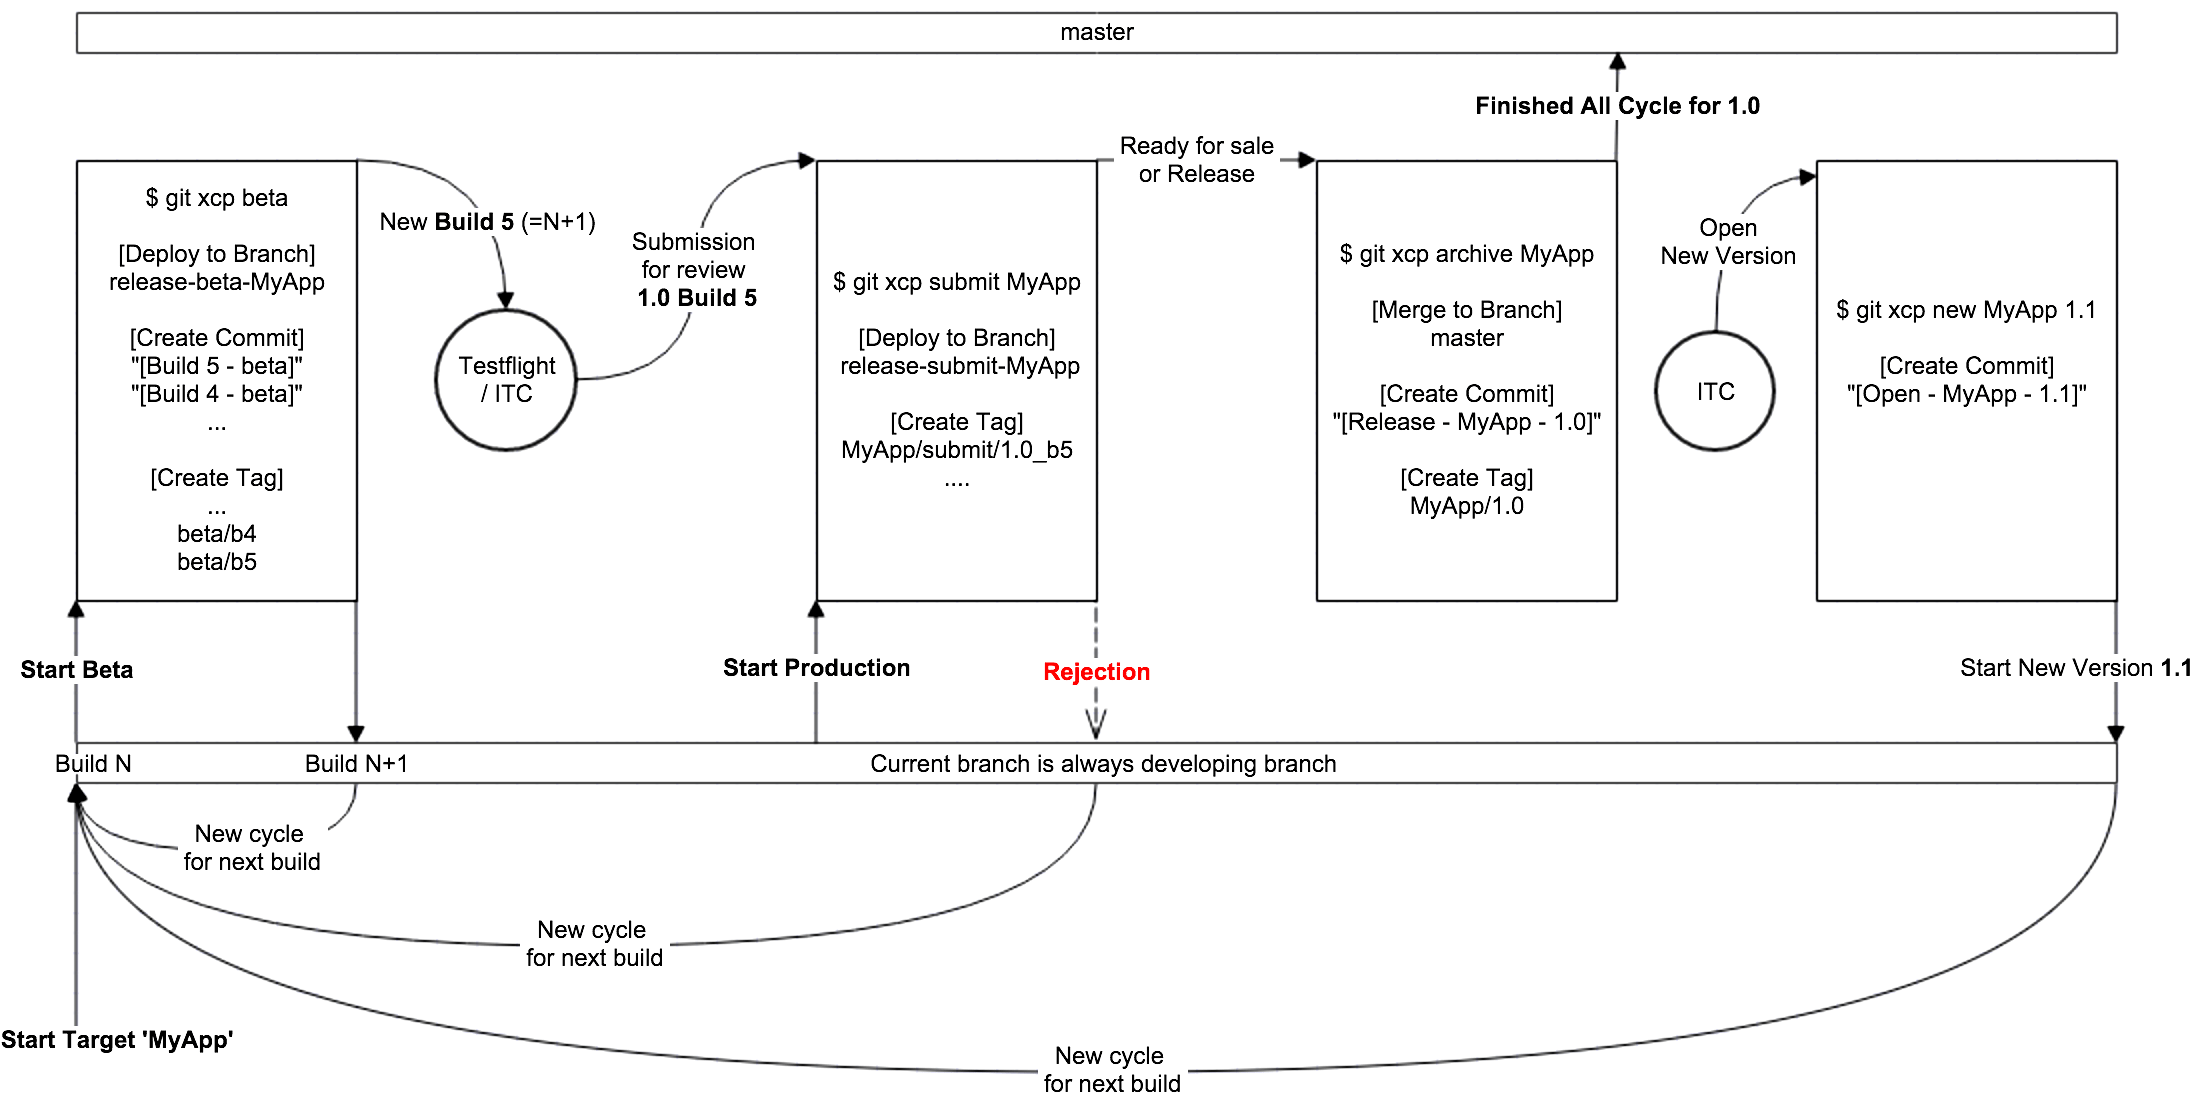 master
Finished All Cycle for 1.0
$ git xcp beta
[Deploy to Branch]
release-beta-MyApp
[Create Commit]
"[Build 5 - beta]"
"[Build 4 - beta]"
...
[Create Tag]
...
beta/b4
beta/b5
New Build 5 (=N+1)
Testflight
/ ITC
Submission
for review
1.0 Build 5
$ git xcp submit MyApp
[Deploy to Branch]
release-submit-MyApp
[Create Tag]
MyApp/submit/1.0_b5
....
Ready for sale
or Release
$ git xcp archive MyApp
[Merge to Branch]
master
[Create Commit]
"[Release - MyApp - 1.0]"
[Create Tag]
MyApp/1.0
Open
New Version
ITC
$ git xcp new MyApp 1.1
[Create Commit]
"[Open - MyApp - 1.1]"
Start Beta
Start Production
Rejection
Start New Version 1.1
Build N
Build N+1
Current branch is always developing branch
New cycle
for next build
New cycle
for next build
Start Target 'MyApp'
New cycle
for next build